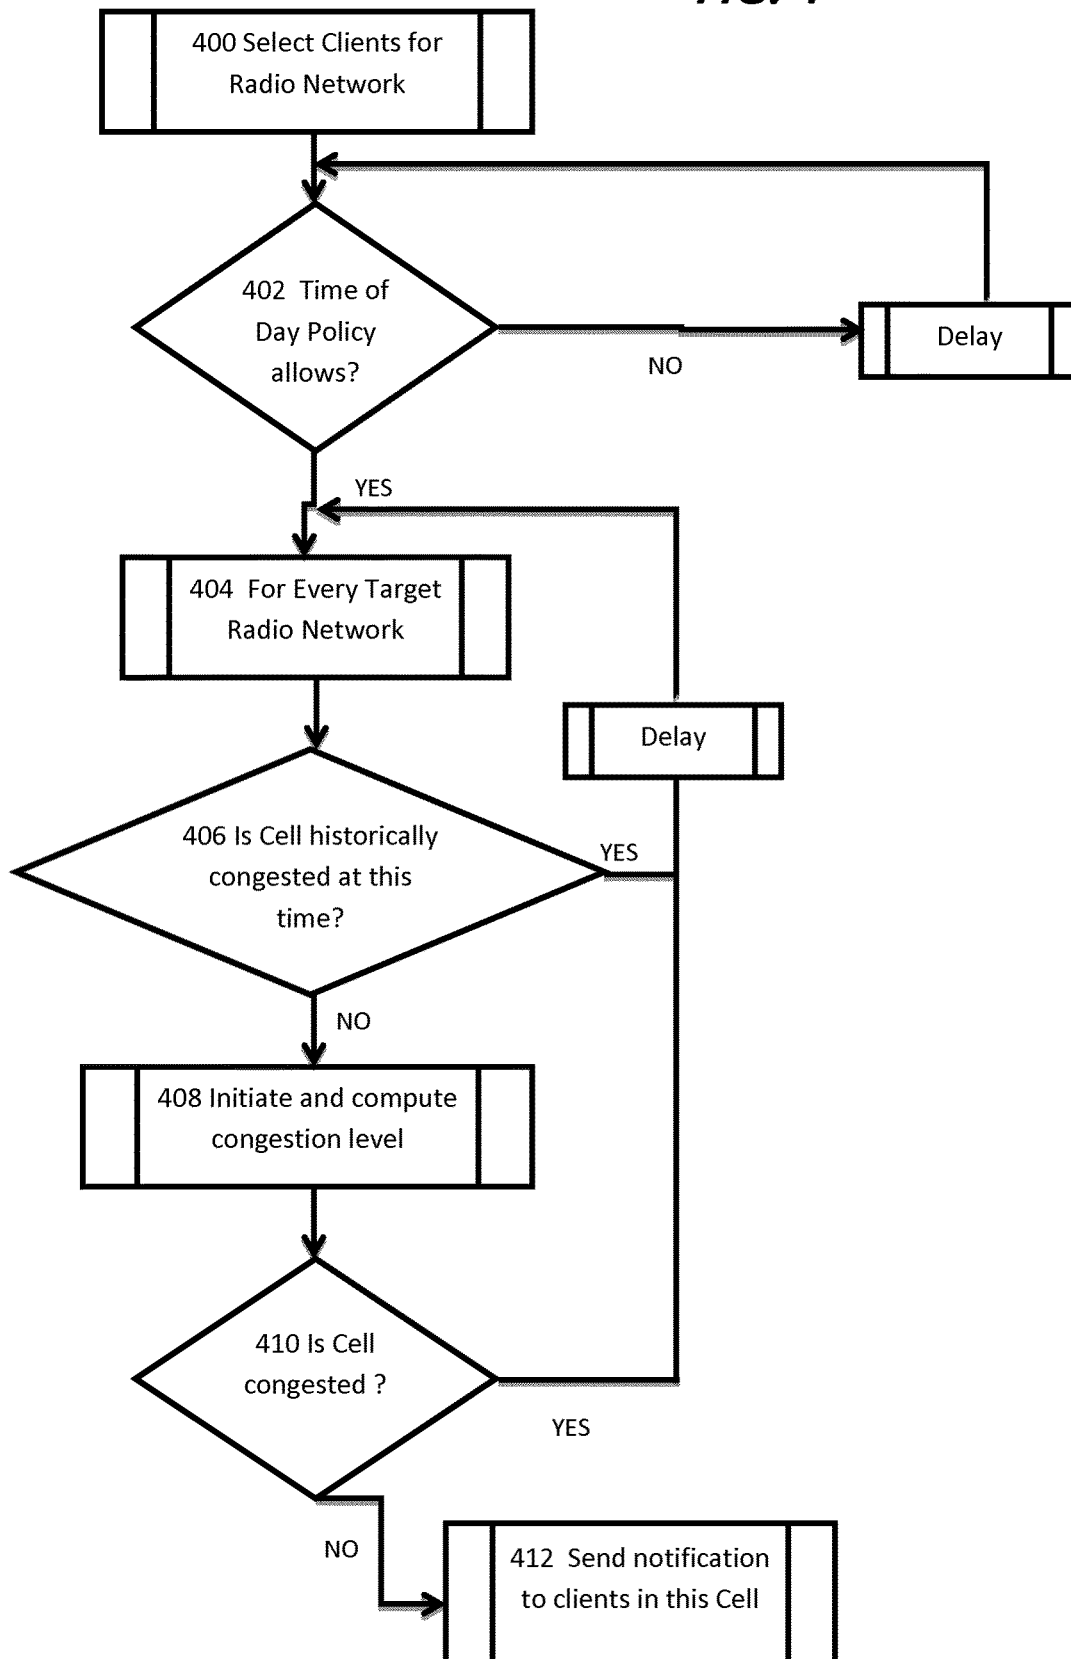 400 Select Clients for
Radio Network
402 Time of
Day Policy
allows?
NO
Delay
YES
404 For Every Target
Radio Network
Delay
406 Is Cell historically
congested at this
time?
YES
NO
408 Initiate and compute
congestion level
410 Is Cell
congested ?
YES
NO
412 Send notification
to clients in this Cell